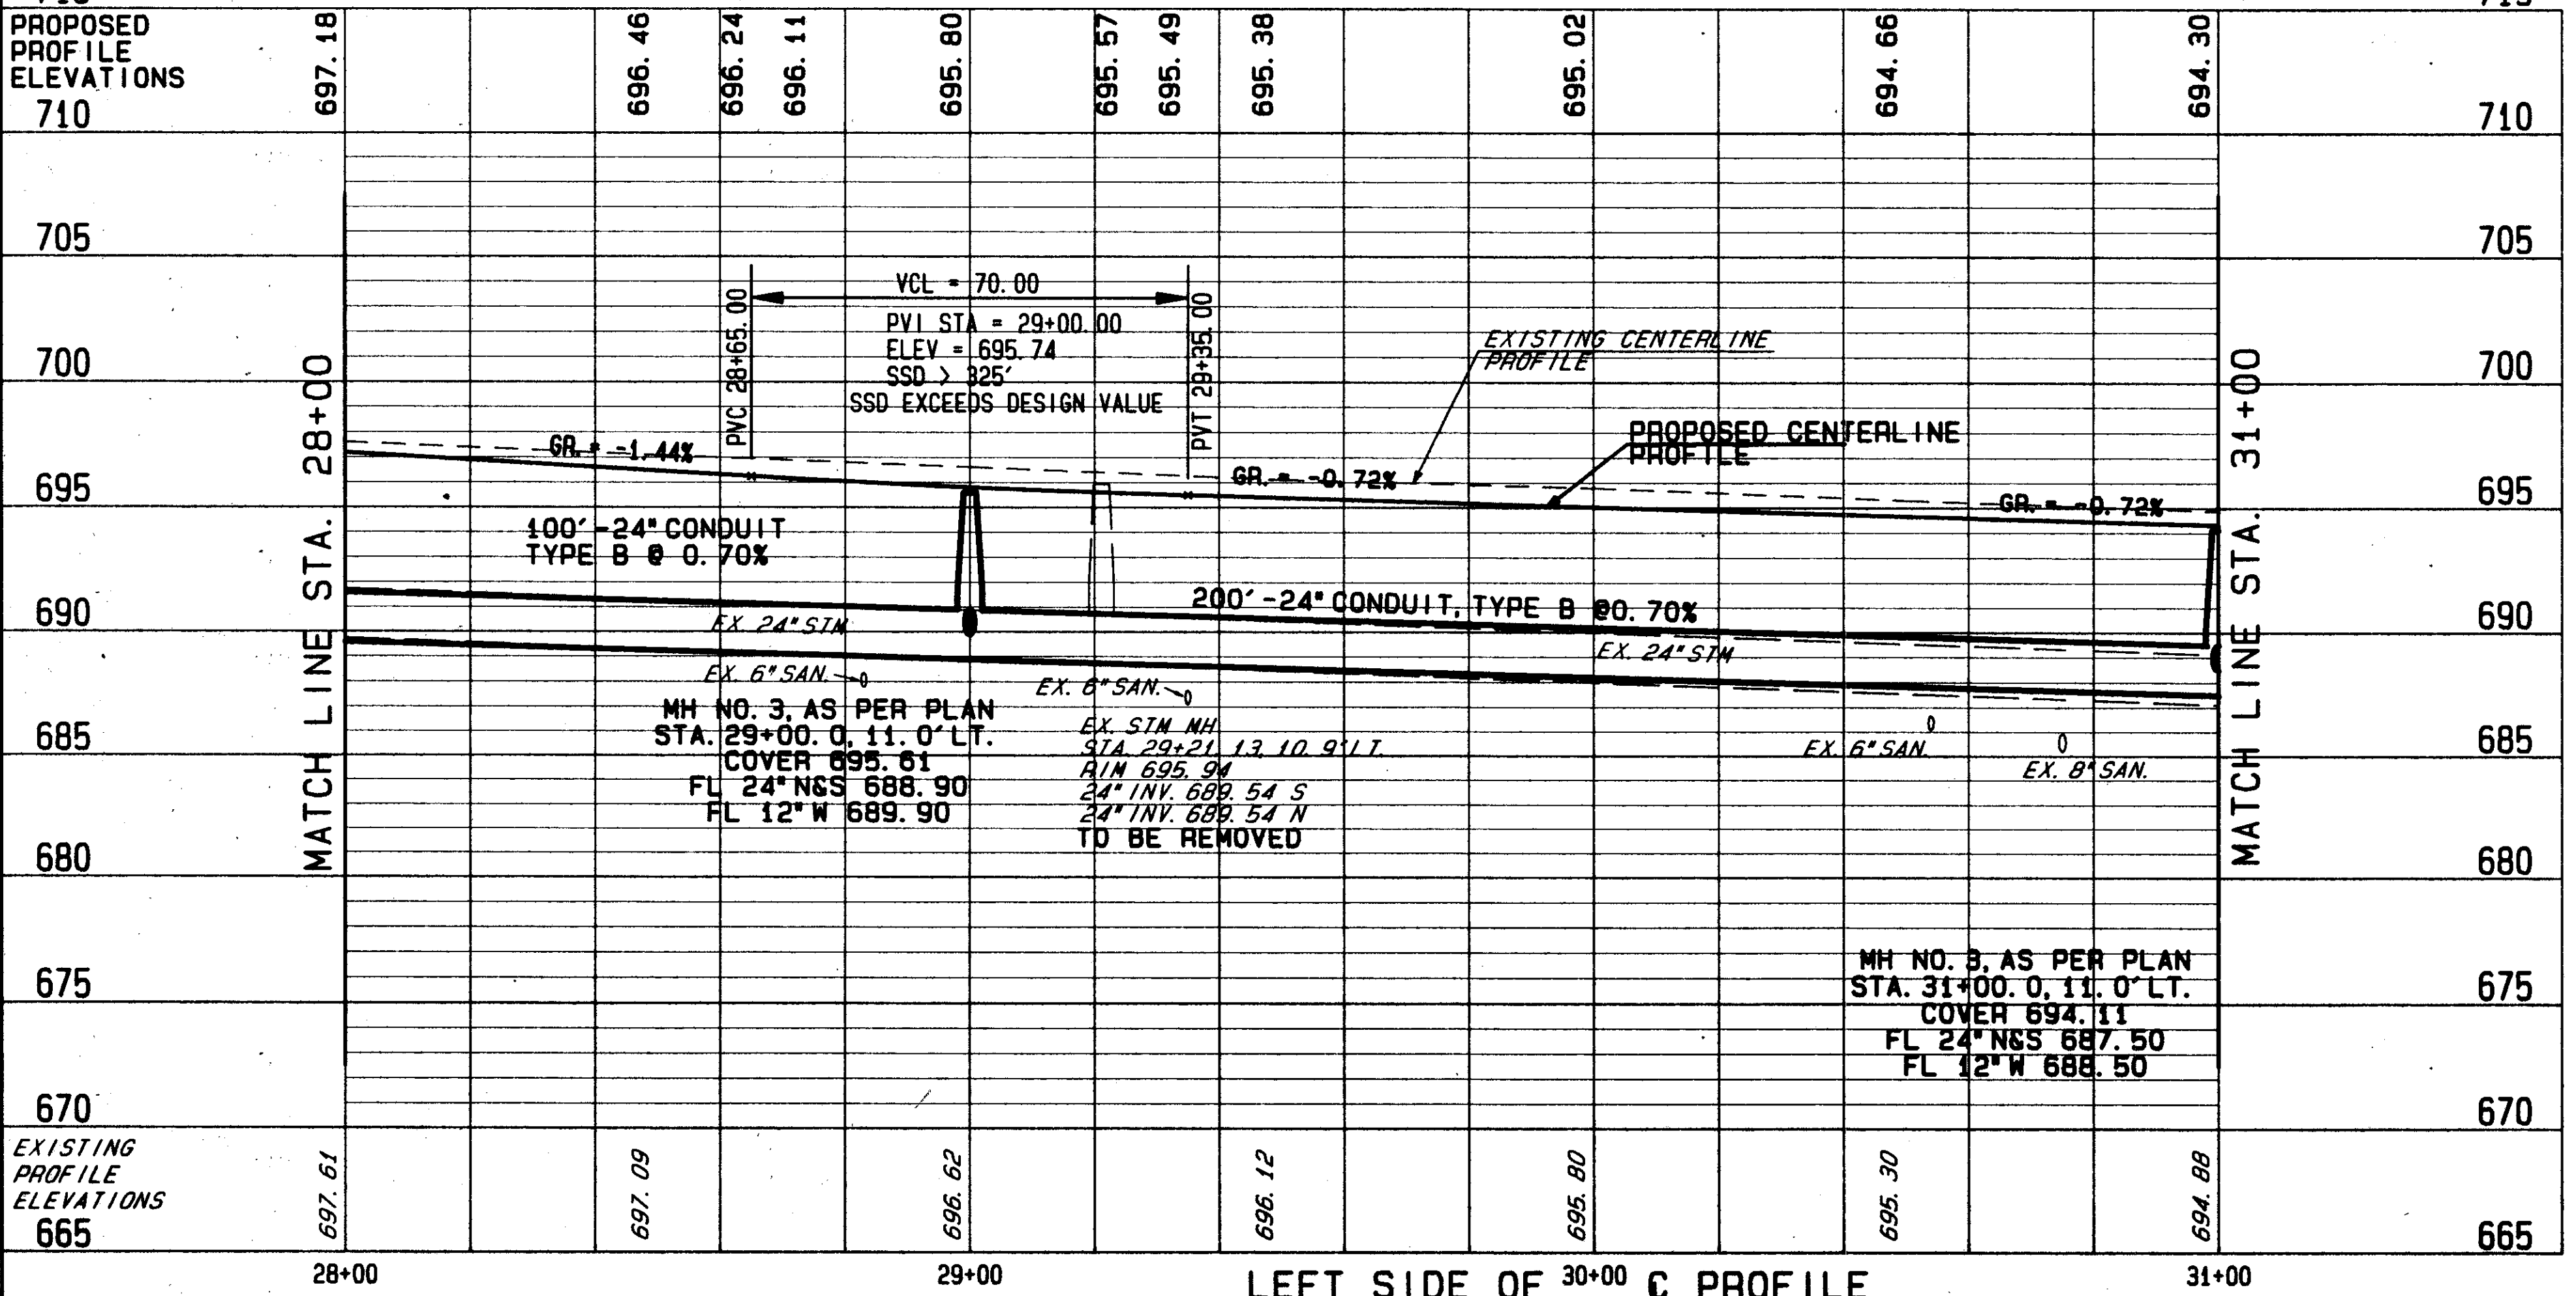 PROPOSED
PROFILE
ELEVATIONS
697.18
696.46
696.24
696.11
695.80
695.57
695.49
695.38
695.02
694.66
694.30
710
710
705
705
700
700
695
695
690
690
685
685
680
680
675
675
670
670
665
665
MATCH LINE STA. 28+00
MATCH LINE STA. 31+00
VCL = 70.00
PVC 28+65.00
PVT 29+35.00
PVI STA = 29+00.00
ELEV = 695.74
SSD > 325'
SSD EXCEEDS DESIGN VALUE
EXISTING CENTERLINE
PROFILE
PROPOSED CENTERLINE
PROFILE
GR. = -1.44%
GR. = -0.72%
GR. = -0.72%
100'-24" CONDUIT
TYPE B @ 0.70%
200'-24" CONDUIT, TYPE B @0.70%
EX. 24" STM
EX. 24" STM
EX. 6" SAN.
EX. 6" SAN.
EX. 6" SAN.
EX. 8" SAN.
MH NO. 3, AS PER PLAN
STA. 29+00.0, 11.0' LT.
COVER 695.61
FL 24" N&S 688.90
FL 12" W 689.90
EX. STM MH
STA. 29+21.13, 10.9' LT.
RIM 695.94
24" INV. 689.54 S
24" INV. 689.54 N
TO BE REMOVED
MH NO. 3, AS PER PLAN
STA. 31+00.0, 11.0' LT.
COVER 694.11
FL 24" N&S 687.50
FL 12" W 688.50
EXISTING
PROFILE
ELEVATIONS
697.61
697.09
696.62
696.12
695.80
695.30
694.88
28+00
29+00
30+00
31+00
LEFT SIDE OF ℄ PROFILE